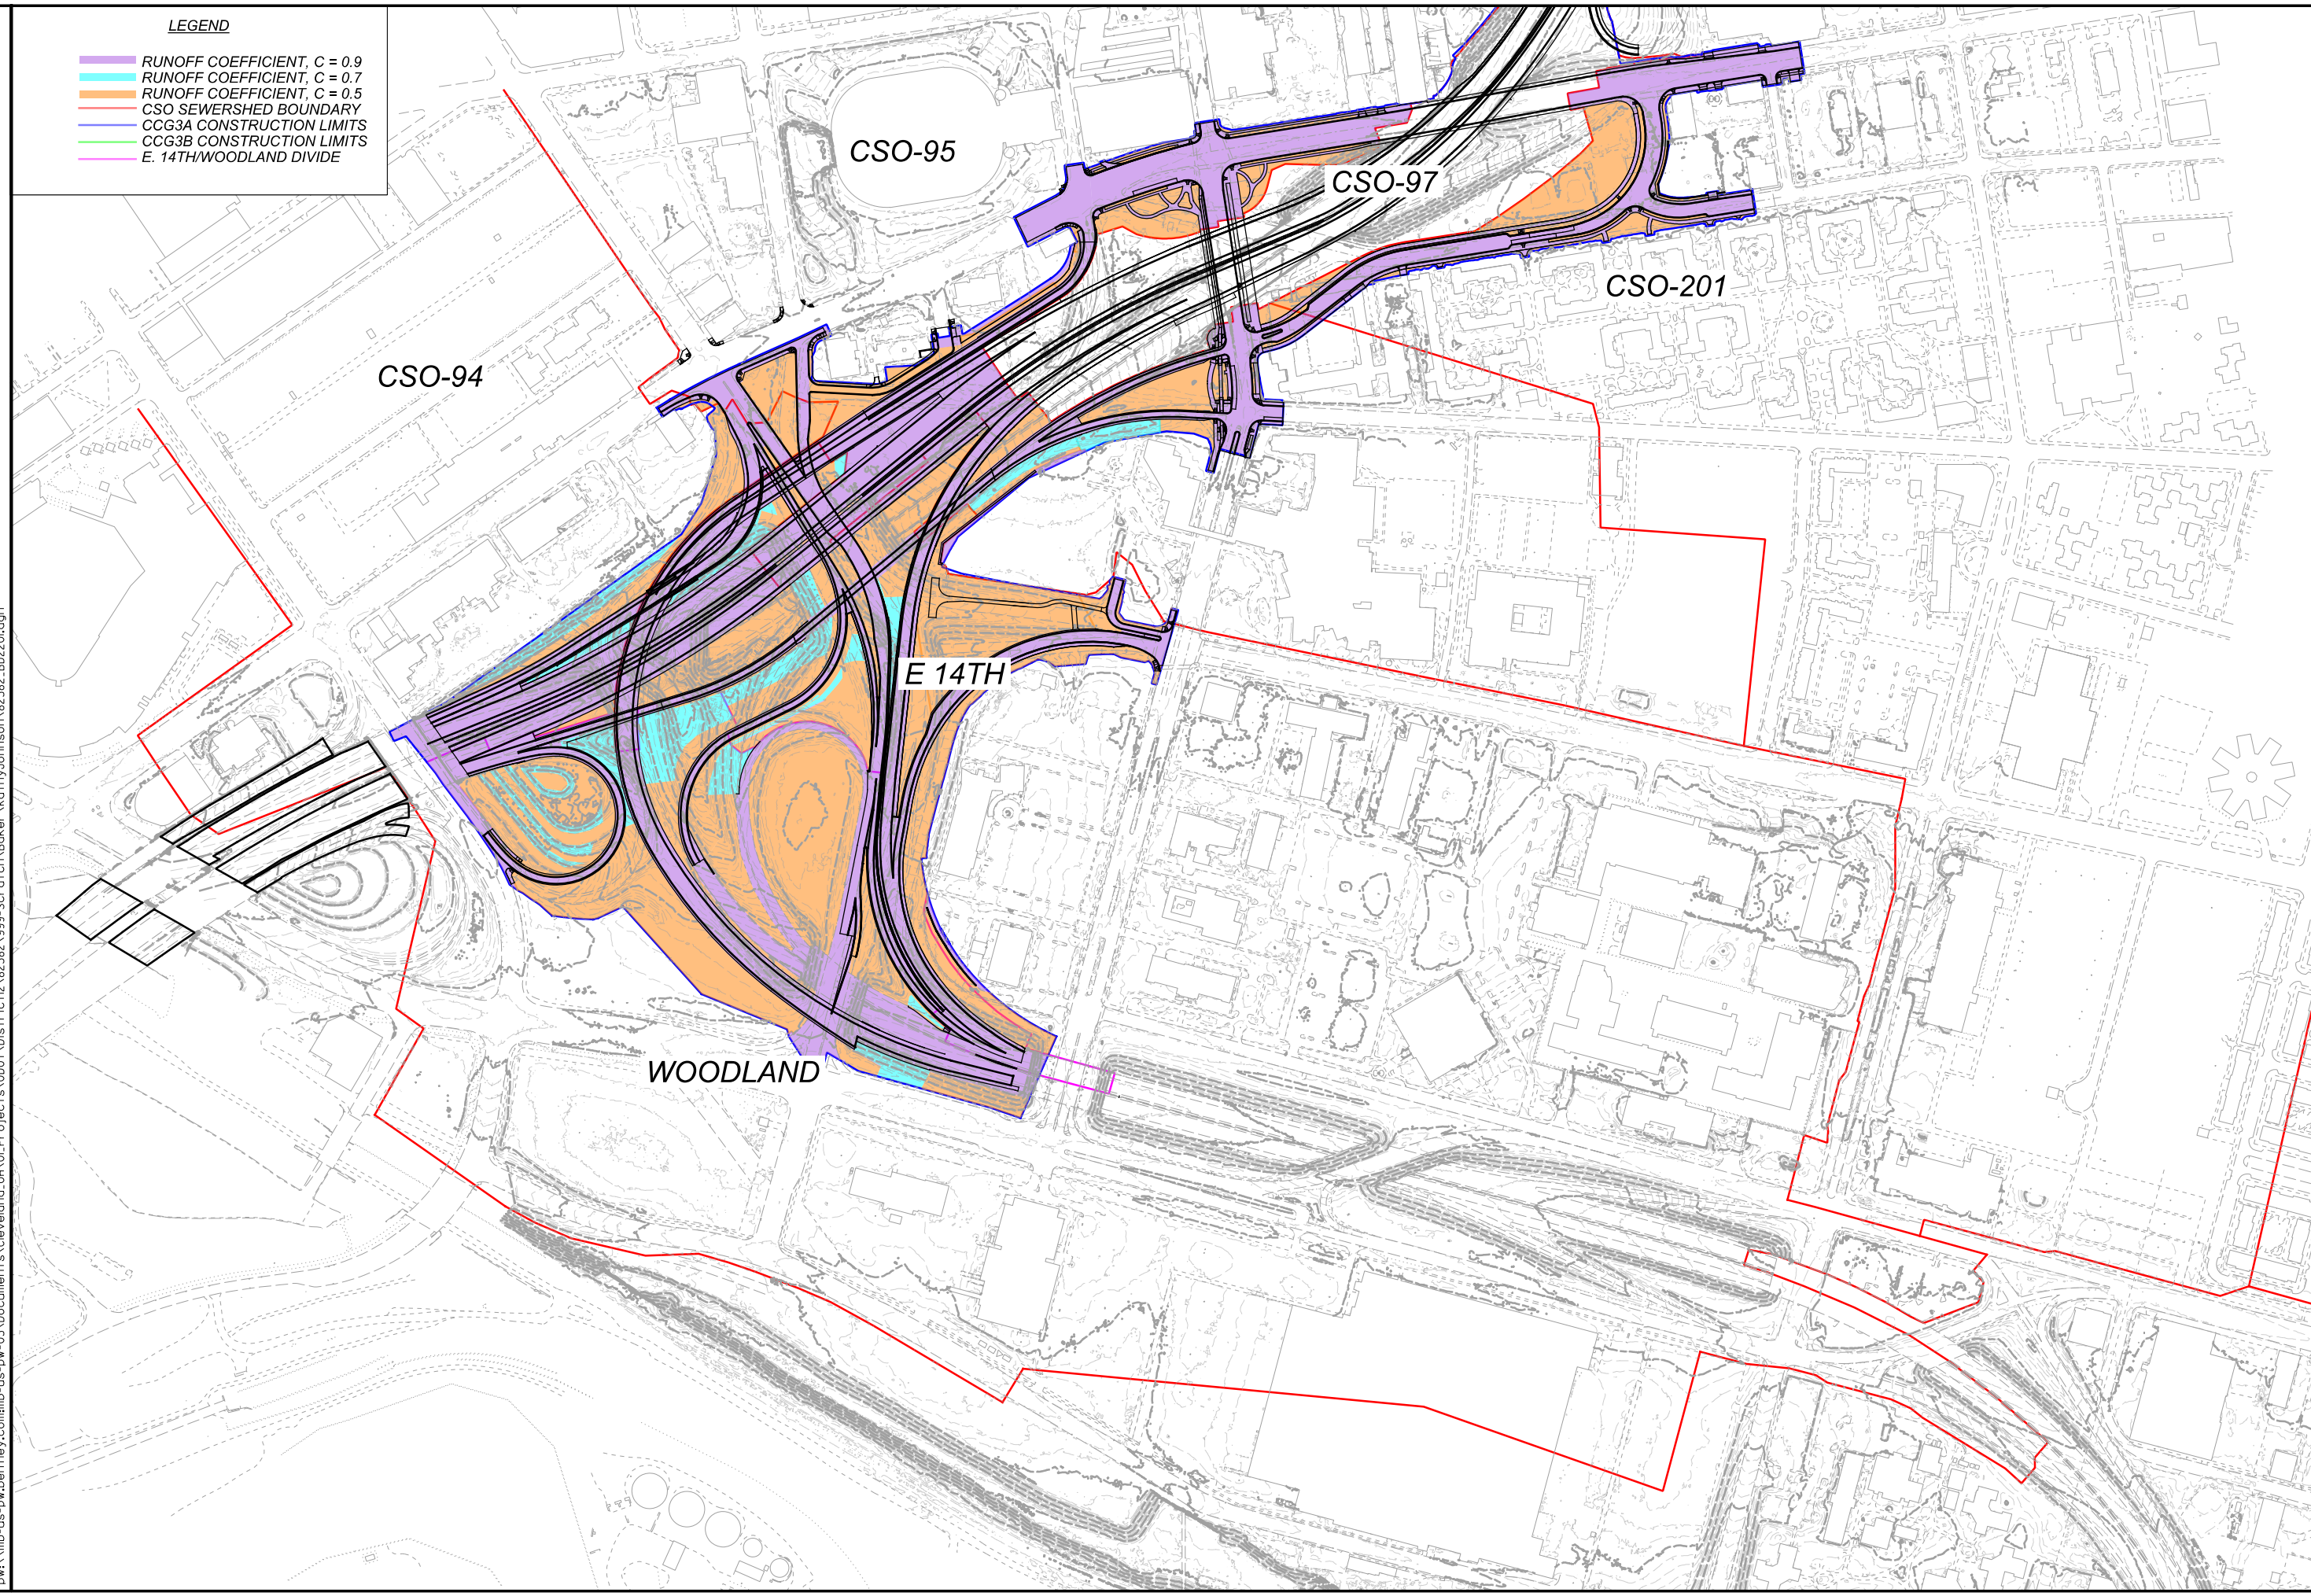 LEGEND
RUNOFF COEFFICIENT, C = 0.9
RUNOFF COEFFICIENT, C = 0.7
RUNOFF COEFFICIENT, C = 0.5
CSO SEWERSHED BOUNDARY
CCG3A CONSTRUCTION LIMITS
CCG3B CONSTRUCTION LIMITS
E. 14TH/WOODLAND DIVIDE
CSO-95
CSO-97
CSO-201
CSO-94
E 14TH
WOODLAND